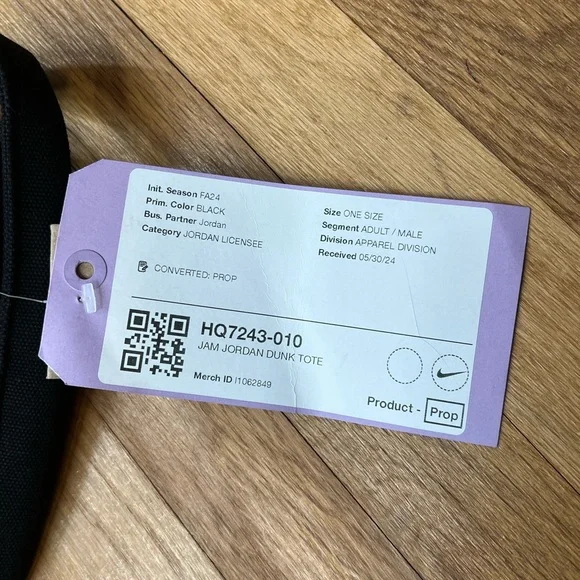 Init. Season FA24
Prim. Color BLACK
Bus. Partner Jordan
Category JORDAN LICENSEE
Size ONE SIZE
Segment ADULT / MALE
Division APPAREL DIVISION
Received 05/30/24
CONVERTED: PROP
HQ7243-010
JAM JORDAN DUNK TOTE
Merch ID I1062849
Product - Prop